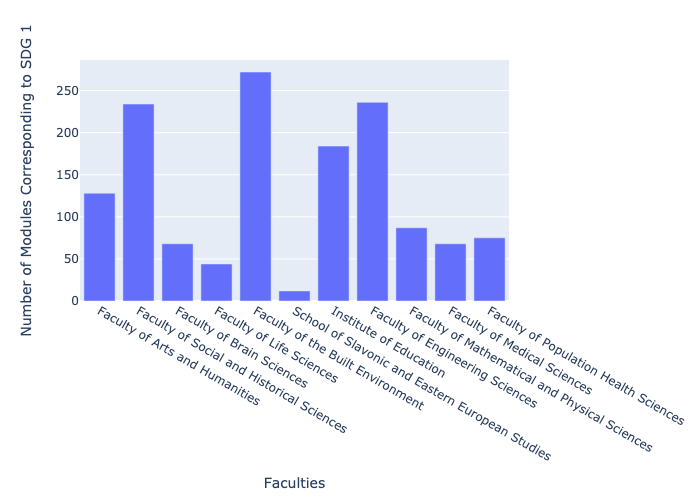 Number of Modules Corresponding to SDG 1
250
200
150
100
50
0
Faculty of Arts and Humanities
Faculty of Social and Historical Sciences
Faculty of Brain Sciences
Faculty of Life Sciences
Faculty of the Built Environment
School of Slavonic and Eastern European Studies
Institute of Education
Faculty of Engineering Sciences
Faculty of Mathematical and Physical Sciences
Faculty of Medical Sciences
Faculty of Population Health Sciences
Faculties